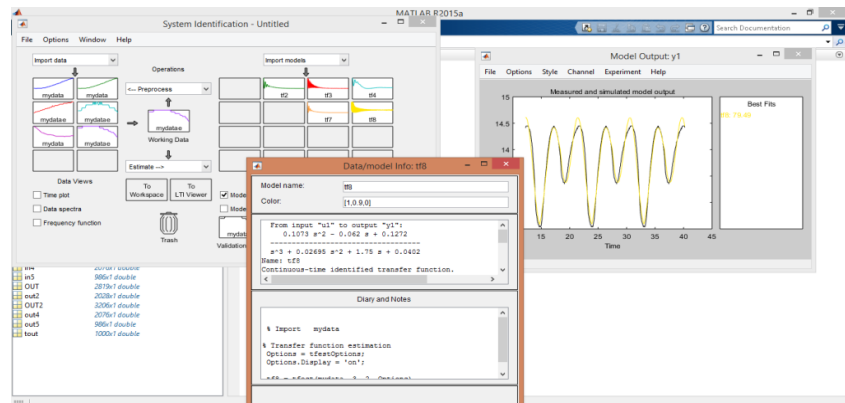 MATLAB R2015a
Search Documentation
System Identification - Untitled
File Options Window Help
Import data
Import models
Operations
<-- Preprocess
mydata
mydata
mydatae
mydatae
mydata
mydata
mydatae
Working Data
Estimate -->
tf2
tf3
tf4
tf7
tf8
Data Views
Time plot
Data spectra
Frequency function
To Workspace
To LTI Viewer
Trash
Model Output: y1
File Options Style Channel Experiment Help
Measured and simulated model output
15
14.5
14
15 20 25 30 35 40 45
Time
Best Fits
Data/model Info: tf8
Model name: tf8
Color: [1,0.9,0]
From input "u1" to output "y1":
0.1073 s^2 - 0.062 s + 0.1272
----------------------------------
s^3 + 0.02695 s^2 + 1.75 s + 0.0402
Name: tf8
Continuous-time identified transfer function.
Diary and Notes
% Import mydata
% Transfer function estimation
Options = tfestOptions;
Options.Display = 'on';
in5 986x1 double
OUT 2819x1 double
out2 2028x1 double
OUT2 3206x1 double
out4 2076x1 double
out5 986x1 double
tout 1000x1 double